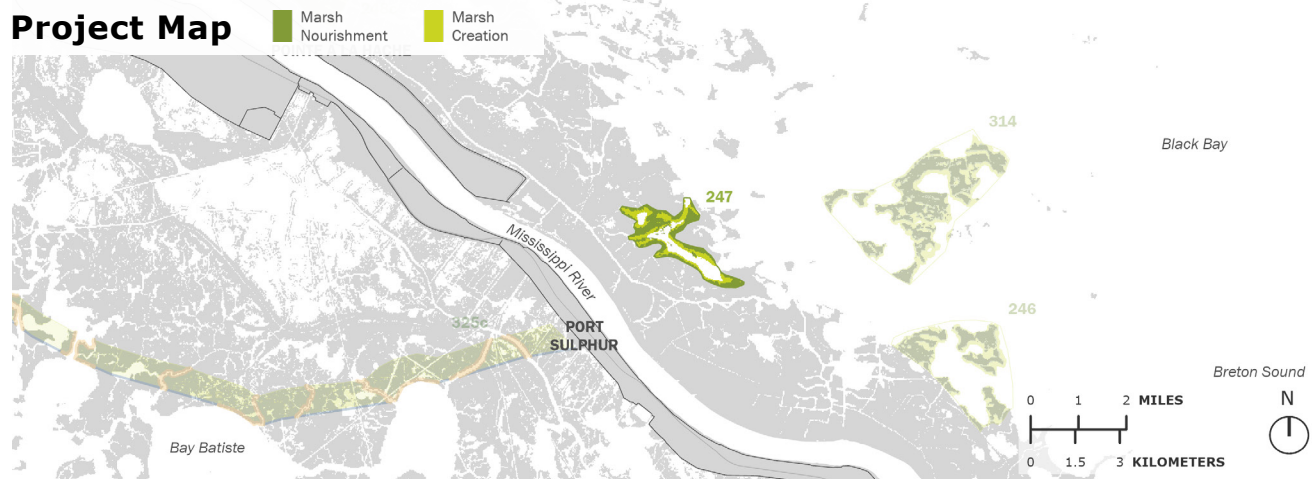 Project Map
Marsh
Nourishment
Marsh
Creation
314
Black Bay
247
Mississippi River
246
325c
PORT
SULPHUR
Breton Sound
N
0 1 2 MILES
0 1.5 3 KILOMETERS
Bay Batiste